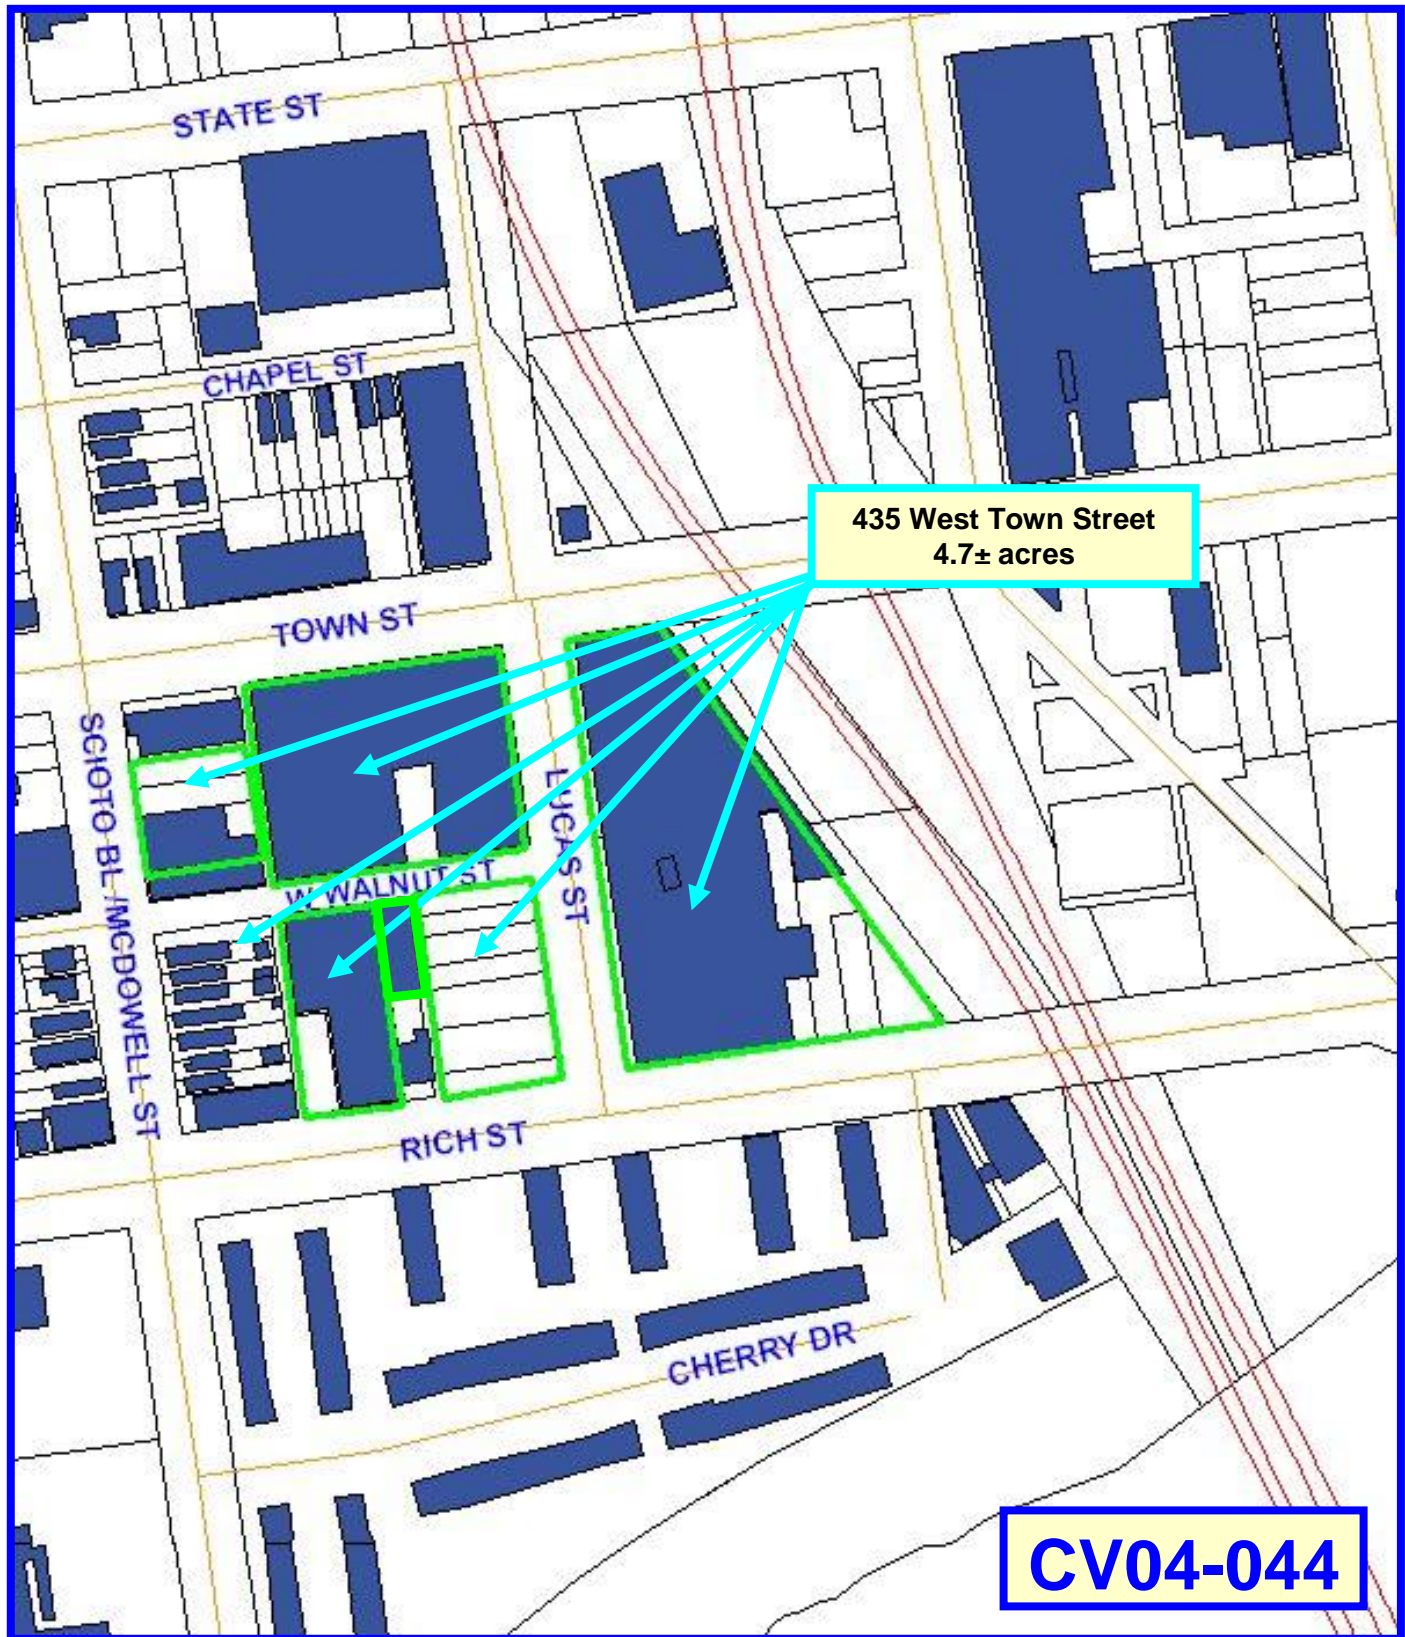 STATE ST
CHAPEL ST
435 West Town Street
4.7± acres
TOWN ST
SCIOTO BL /MCDOWELL ST
LUCAS ST
W WALNUT ST
RICH ST
CHERRY DR
CV04-044